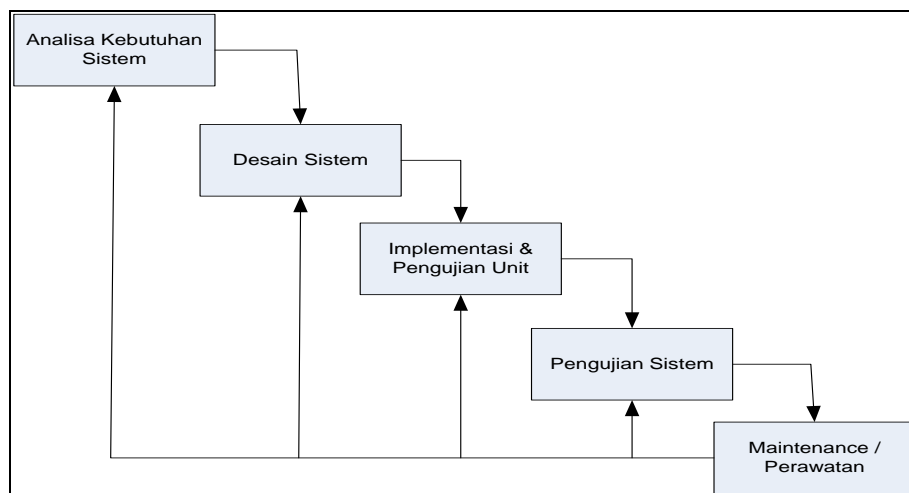 Analisa Kebutuhan
Sistem
Desain Sistem
Implementasi &
Pengujian Unit
Pengujian Sistem
Maintenance /
Perawatan